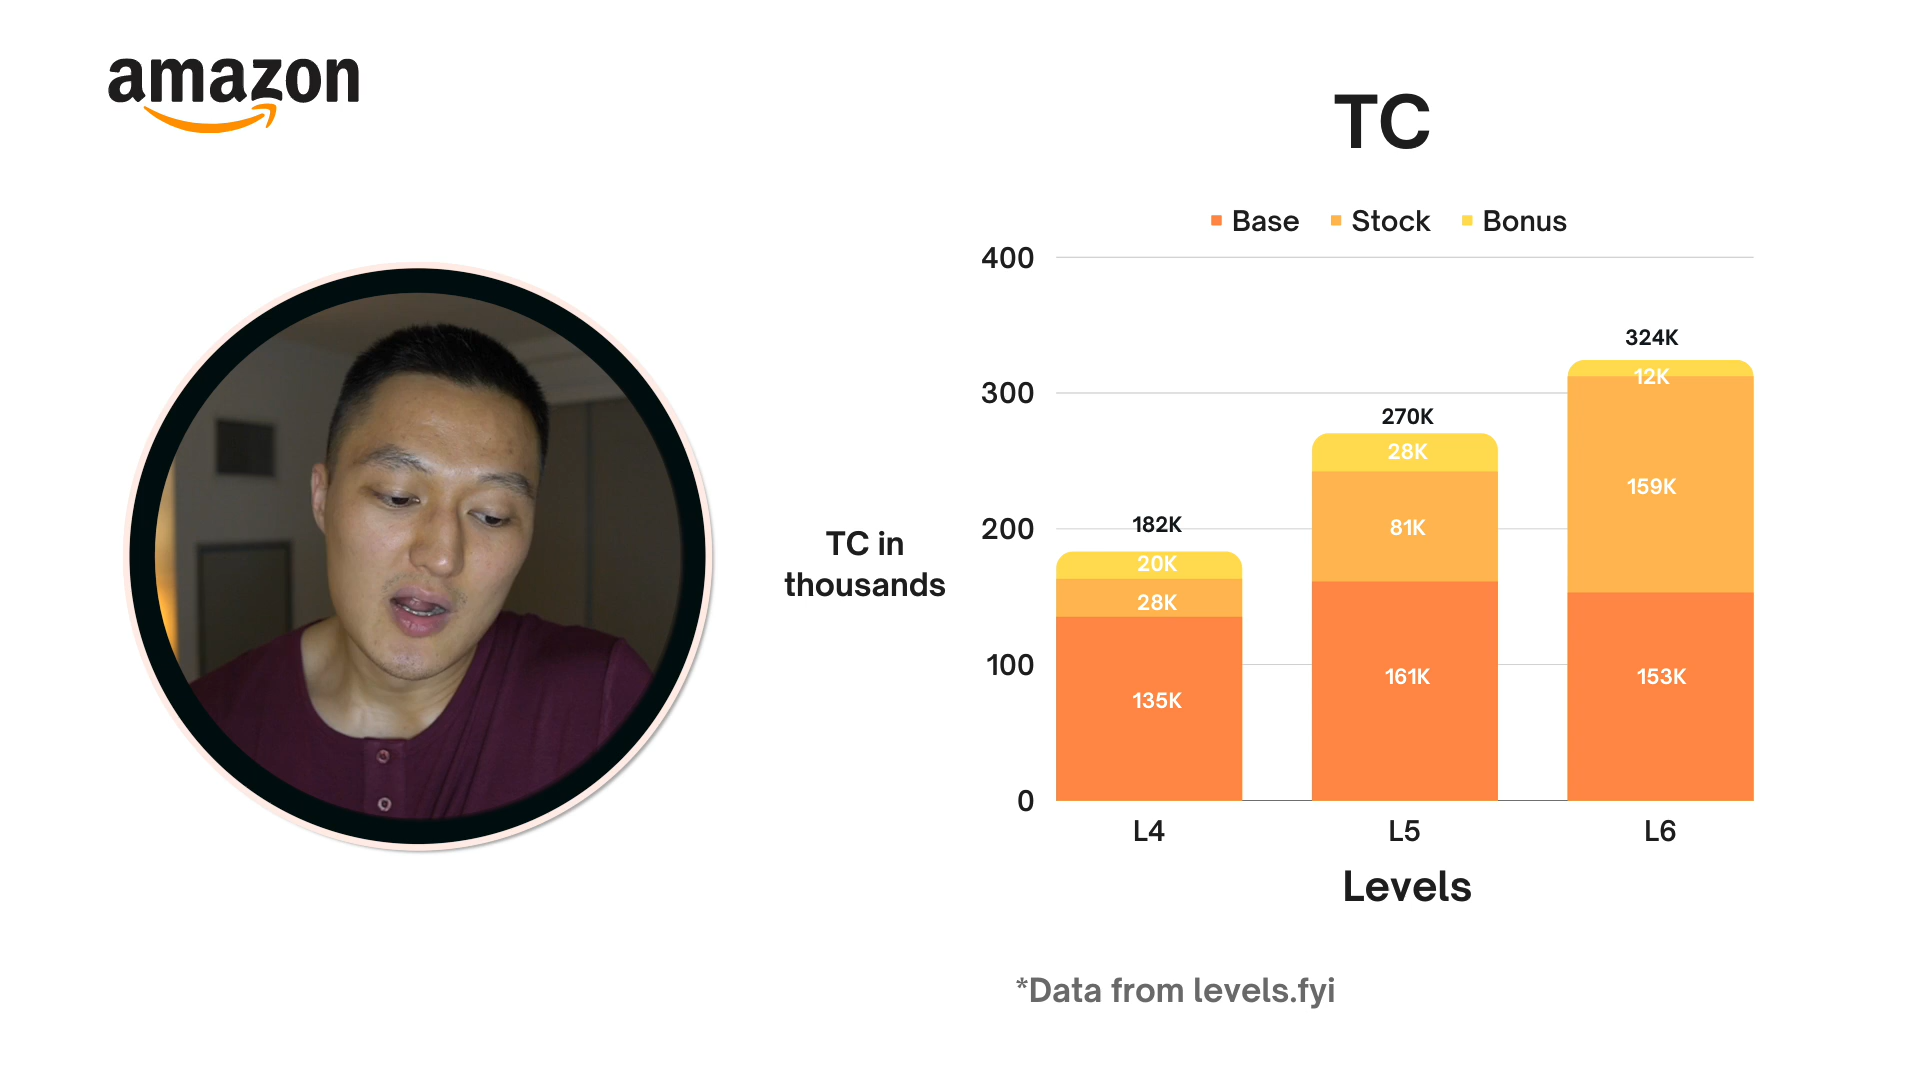 amazon
TC
Base Stock Bonus
400
300
200
100
0
TC in
thousands
182K
20K
28K
135K
270K
28K
81K
161K
324K
12K
159K
153K
L4 L5 L6
Levels
*Data from levels.fyi